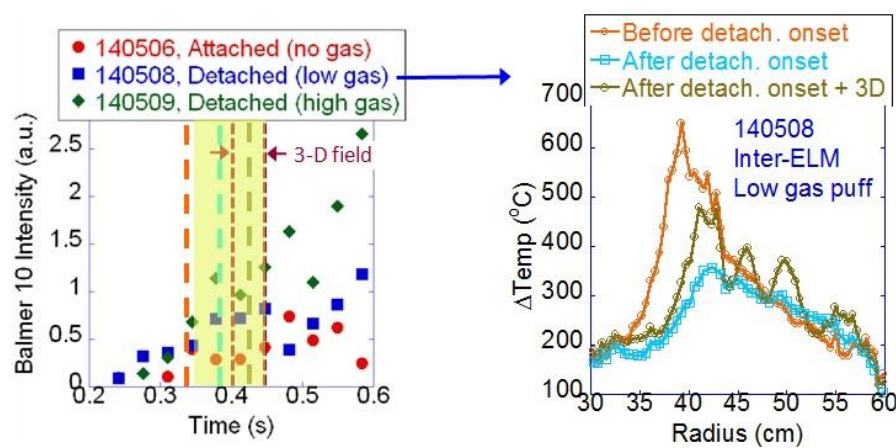 140506, Attached (no gas)
140508, Detached (low gas)
140509, Detached (high gas)
Balmer 10 Intensity (a.u.)
2.5
2
1.5
1
0.5
0
0.2
0.3
0.4
0.5
0.6
Time (s)
3-D field
Before detach. onset
After detach. onset
After detach. onset + 3D
ΔTemp (°C)
700
600
500
400
300
200
100
140508
Inter-ELM
Low gas puff
30
40
45
50
55
60
Radius (cm)